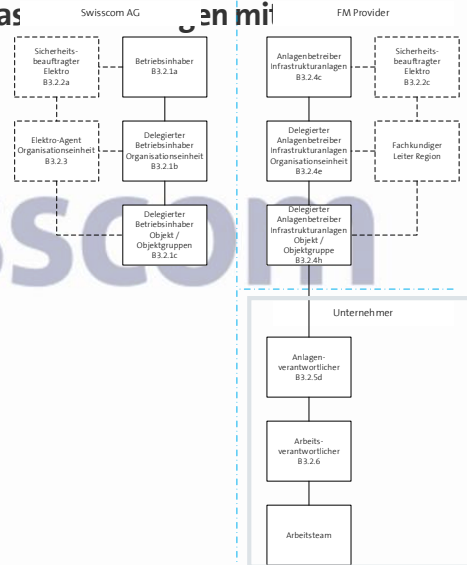 Swisscom AG
FM Provider
Sicherheits-
beauftragter
Elektro
B3.2.2a
Betriebsinhaber
B3.2.1a
Anlagenbetreiber
Infrastrukturanlagen
B3.2.4c
Sicherheits-
beauftragter
Elektro
B3.2.2c
Elektro-Agent
Organisationseinheit
B3.2.3
Delegierter
Betriebsinhaber
Organisationseinheit
B3.2.1b
Delegierter
Anlagenbetreiber
Infrastrukturanlagen
Organisationseinheit
B3.2.4e
Fachkundiger
Leiter Region
Delegierter
Betriebsinhaber
Objekt /
Objektgruppen
B3.2.1c
Delegierter
Anlagenbetreiber
Infrastrukturanlagen
Objekt /
Objektgruppe
B3.2.4h
Unternehmer
Anlagen-
verantwortlicher
B3.2.5d
Arbeits-
verantwortlicher
B3.2.6
Arbeitsteam